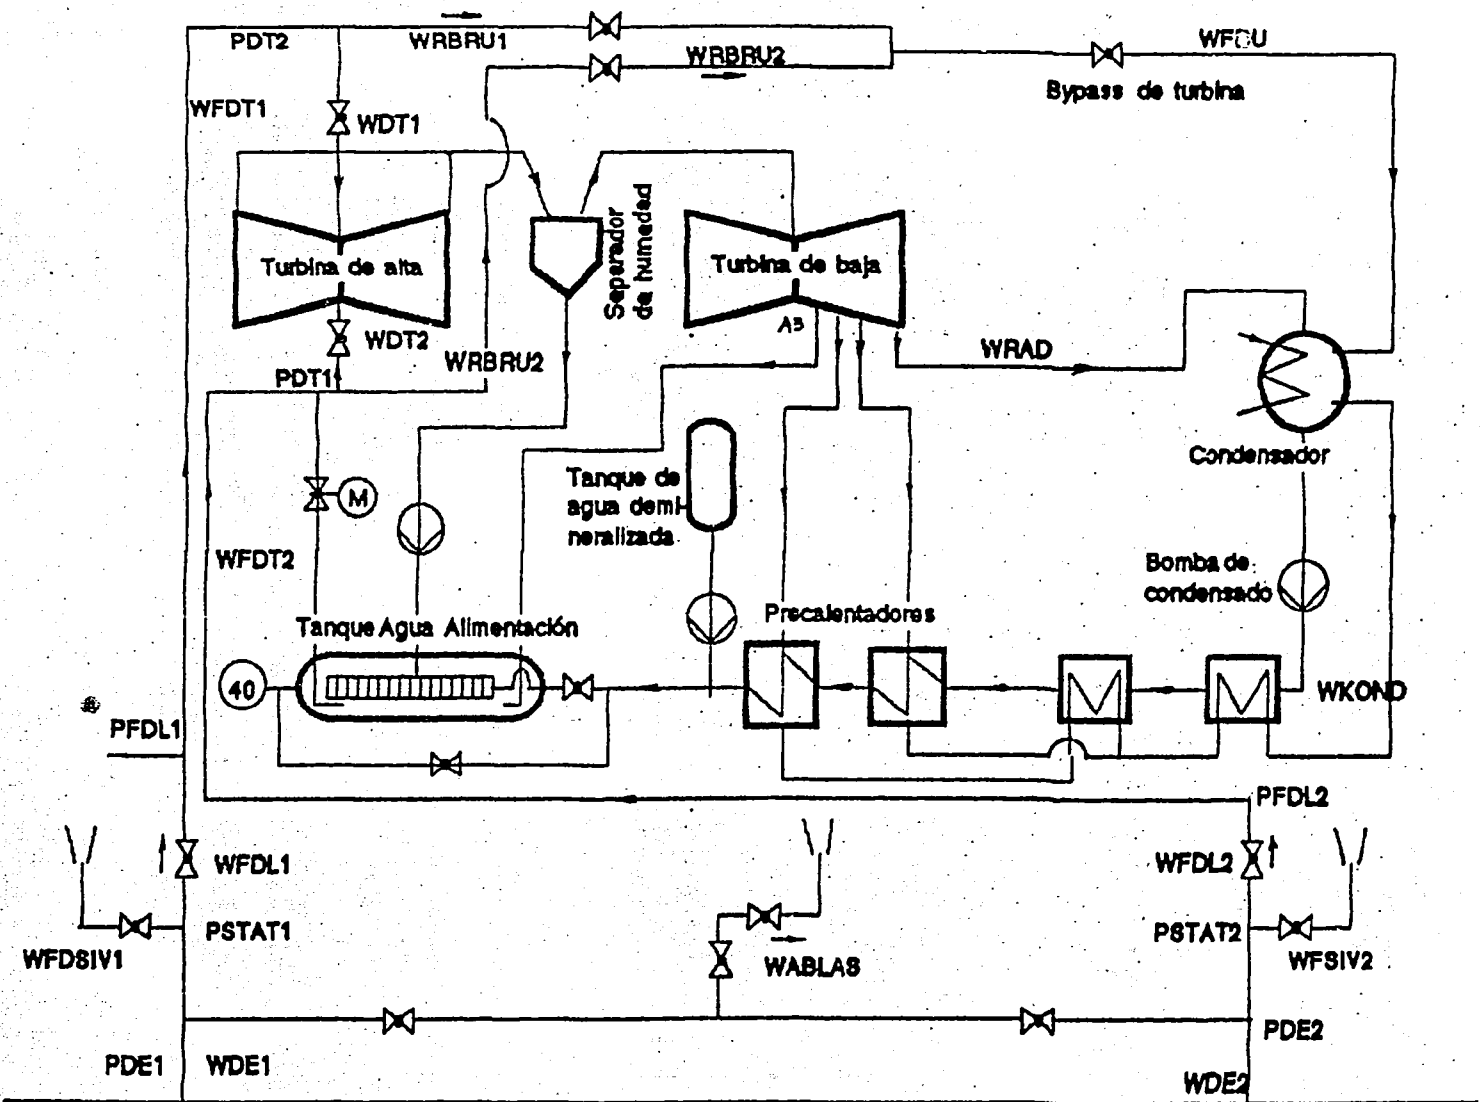 PDT2
WRBRU1
WRBRU2
WFDU
Bypass de turbina
WFDT1
WDT1
Separador
de humedad
Turbina de alta
Turbina de baja
A3
WDT2
WRBRU2
WRAD
PDT1
Condensador
Tanque de
agua demi-
neralizada
M
WFDT2
Bomba de
condensado
Precalentadores
Tanque Agua Alimentación
40
WKOND
PFDL1
PFDL2
WFDL1
WFDL2
PSTAT1
PSTAT2
WFDSIV1
WABLAS
WFSIV2
PDE2
PDE1
WDE1
WDE2